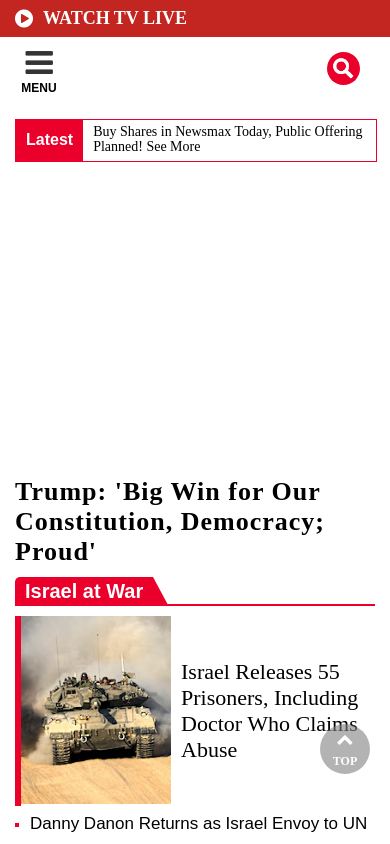 WATCH TV LIVE
MENU
Latest
Buy Shares in Newsmax Today, Public Offering
Planned! See More
Trump: 'Big Win for Our
Constitution, Democracy;
Proud'
Israel at War
Israel Releases 55
Prisoners, Including
Doctor Who Claims
Abuse
TOP
Danny Danon Returns as Israel Envoy to UN